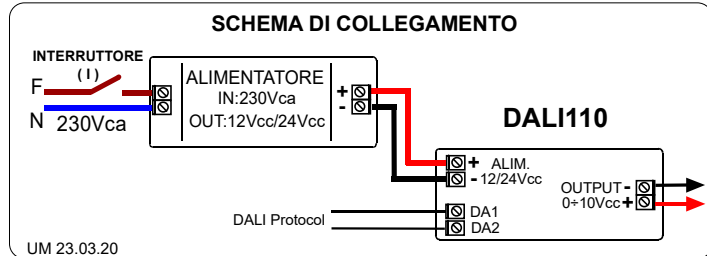 SCHEMA DI COLLEGAMENTO
INTERRUTTORE
( I )
F
N 230Vca
ALIMENTATORE
IN:230Vca
OUT:12Vcc/24Vcc
+
-
DALI110
+ ALIM.
- 12/24Vcc
OUTPUT -
0÷10Vcc +
DALI Protocol
DA1
DA2
UM 23.03.20